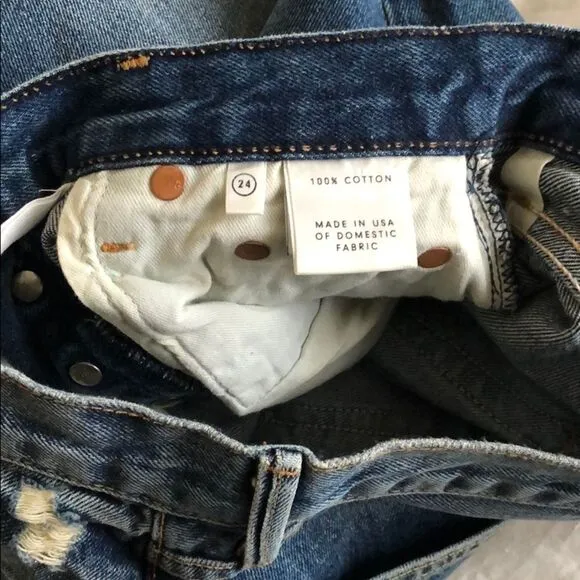 24
100% COTTON
MADE IN USA
OF DOMESTIC
FABRIC